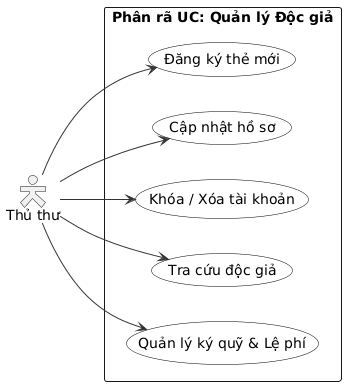 Phân rã UC: Quản lý Độc giả
Đăng ký thẻ mới
Cập nhật hồ sơ
Khóa / Xóa tài khoản
Thủ thư
Tra cứu độc giả
Quản lý ký quỹ & Lệ phí